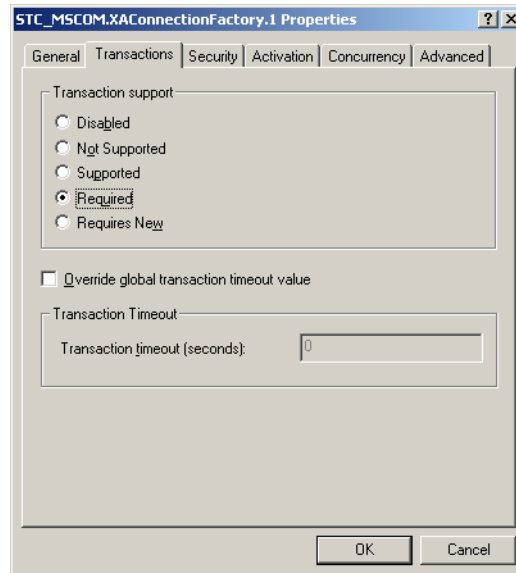 STC_MSCOM.XAConnectionFactory.1 Properties
General Transactions Security Activation Concurrency Advanced
Transaction support
Disabled
Not Supported
Supported
Required
Requires New
Override global transaction timeout value
Transaction Timeout
Transaction timeout (seconds): 0
OK Cancel